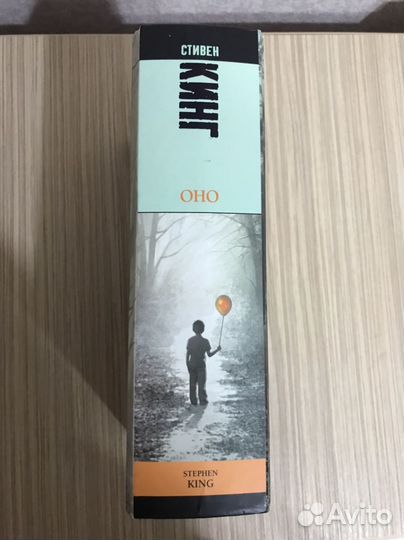 СТИВЕН
КИНГ
ОНО
STEPHEN
KING
Avito